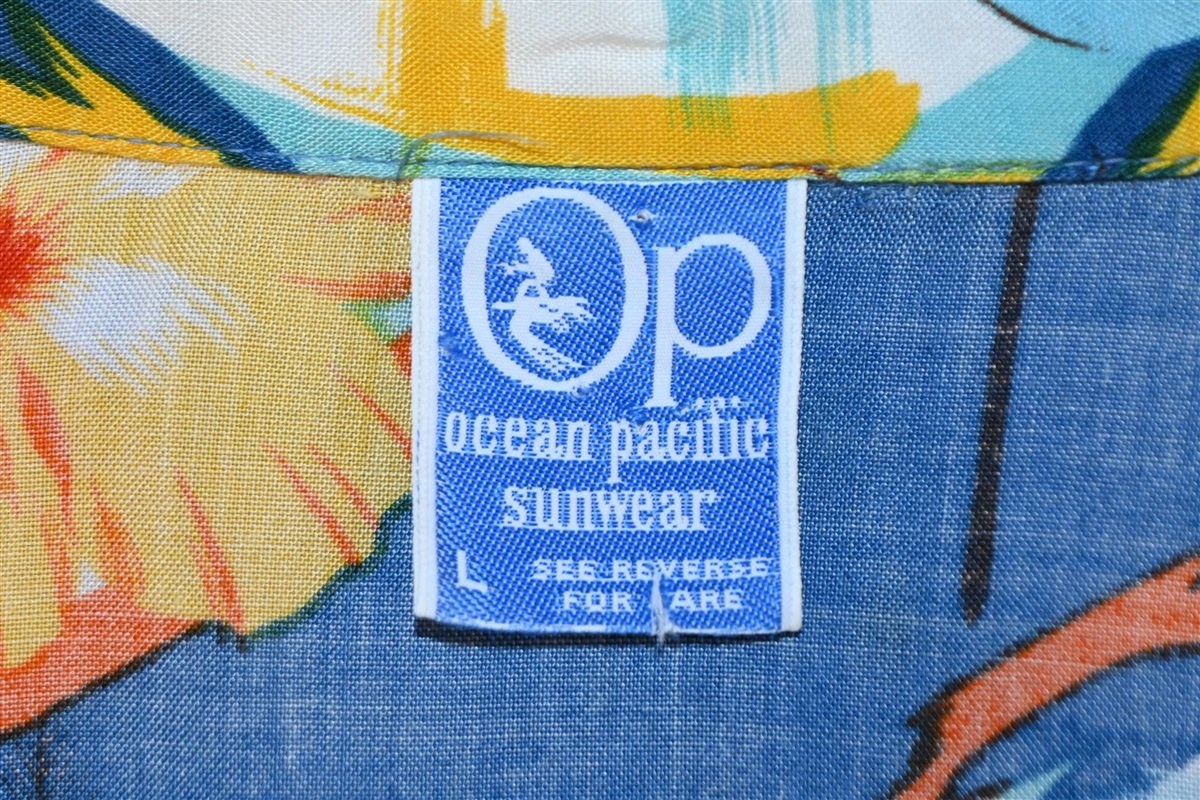 Op
ocean pacific
sunwear
L
SEE REVERSE
FOR CARE